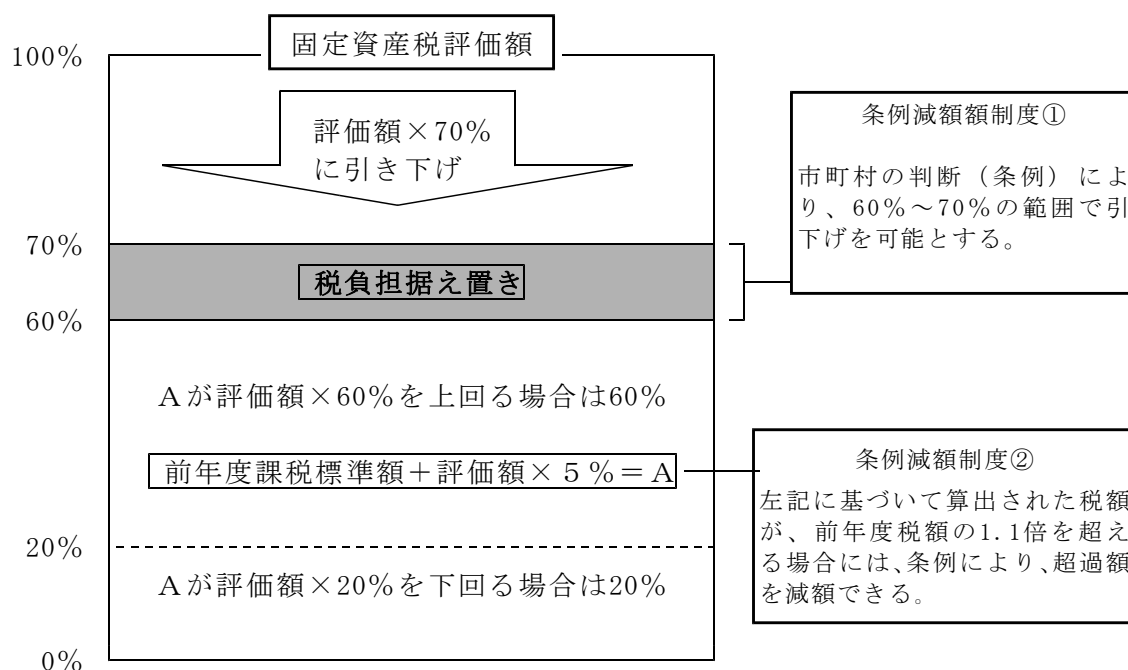 100%
固定資産税評価額
評価額×70%
に引き下げ
条例減額額制度①
市町村の判断（条例）によ
り、60%～70%の範囲で引
下げを可能とする。
70%
税負担据え置き
60%
Ａが評価額×60%を上回る場合は60%
前年度課税標準額＋評価額×５%＝Ａ
条例減額制度②
左記に基づいて算出された税額
が、前年度税額の1.1倍を超え
る場合には、条例により、超過額
を減額できる。
20%
Ａが評価額×20%を下回る場合は20%
0%